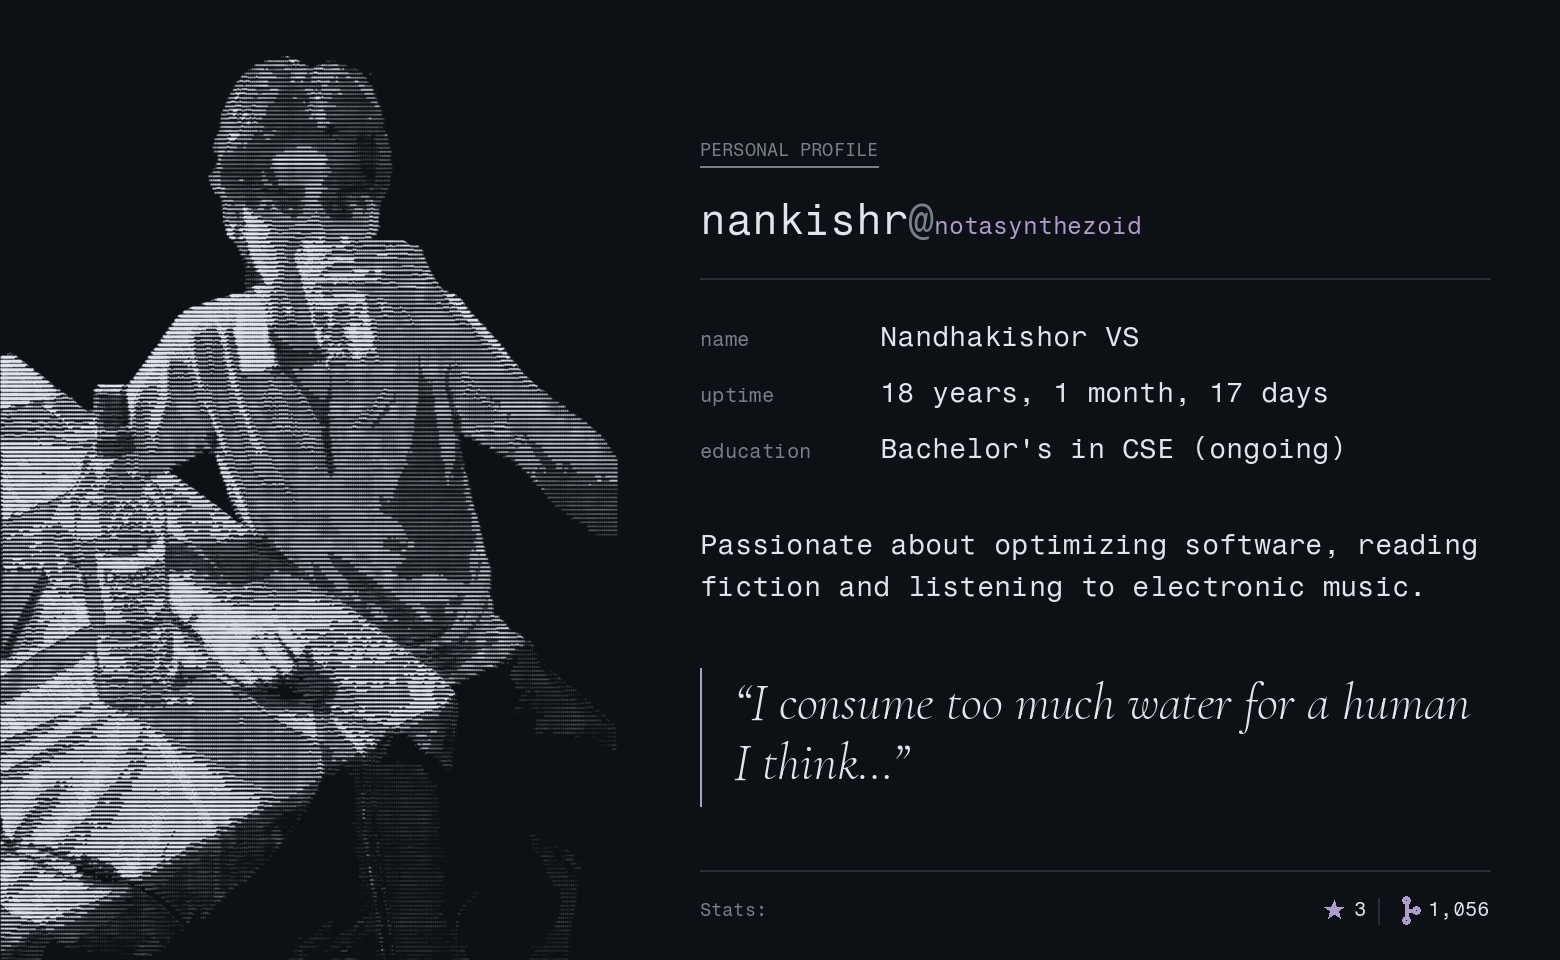 PERSONAL PROFILE
nankishr@notasynthezoid
name Nandhakishor VS
uptime 18 years, 1 month, 17 days
education Bachelor's in CSE (ongoing)
Passionate about optimizing software, reading
fiction and listening to electronic music.
“I consume too much water for a human
I think...”
Stats: 3 1,056